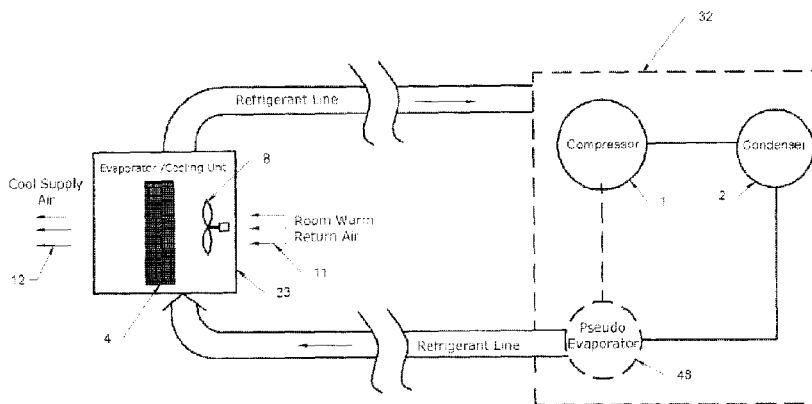 32
Refrigerant Line
Compressor
Condenser
Evaporator /Cooling Unit
8
Cool Supply
Air
1
2
Room Warm
Return Air
12
11
33
4
Pseudo
Evaporator
Refrigerant Line
48